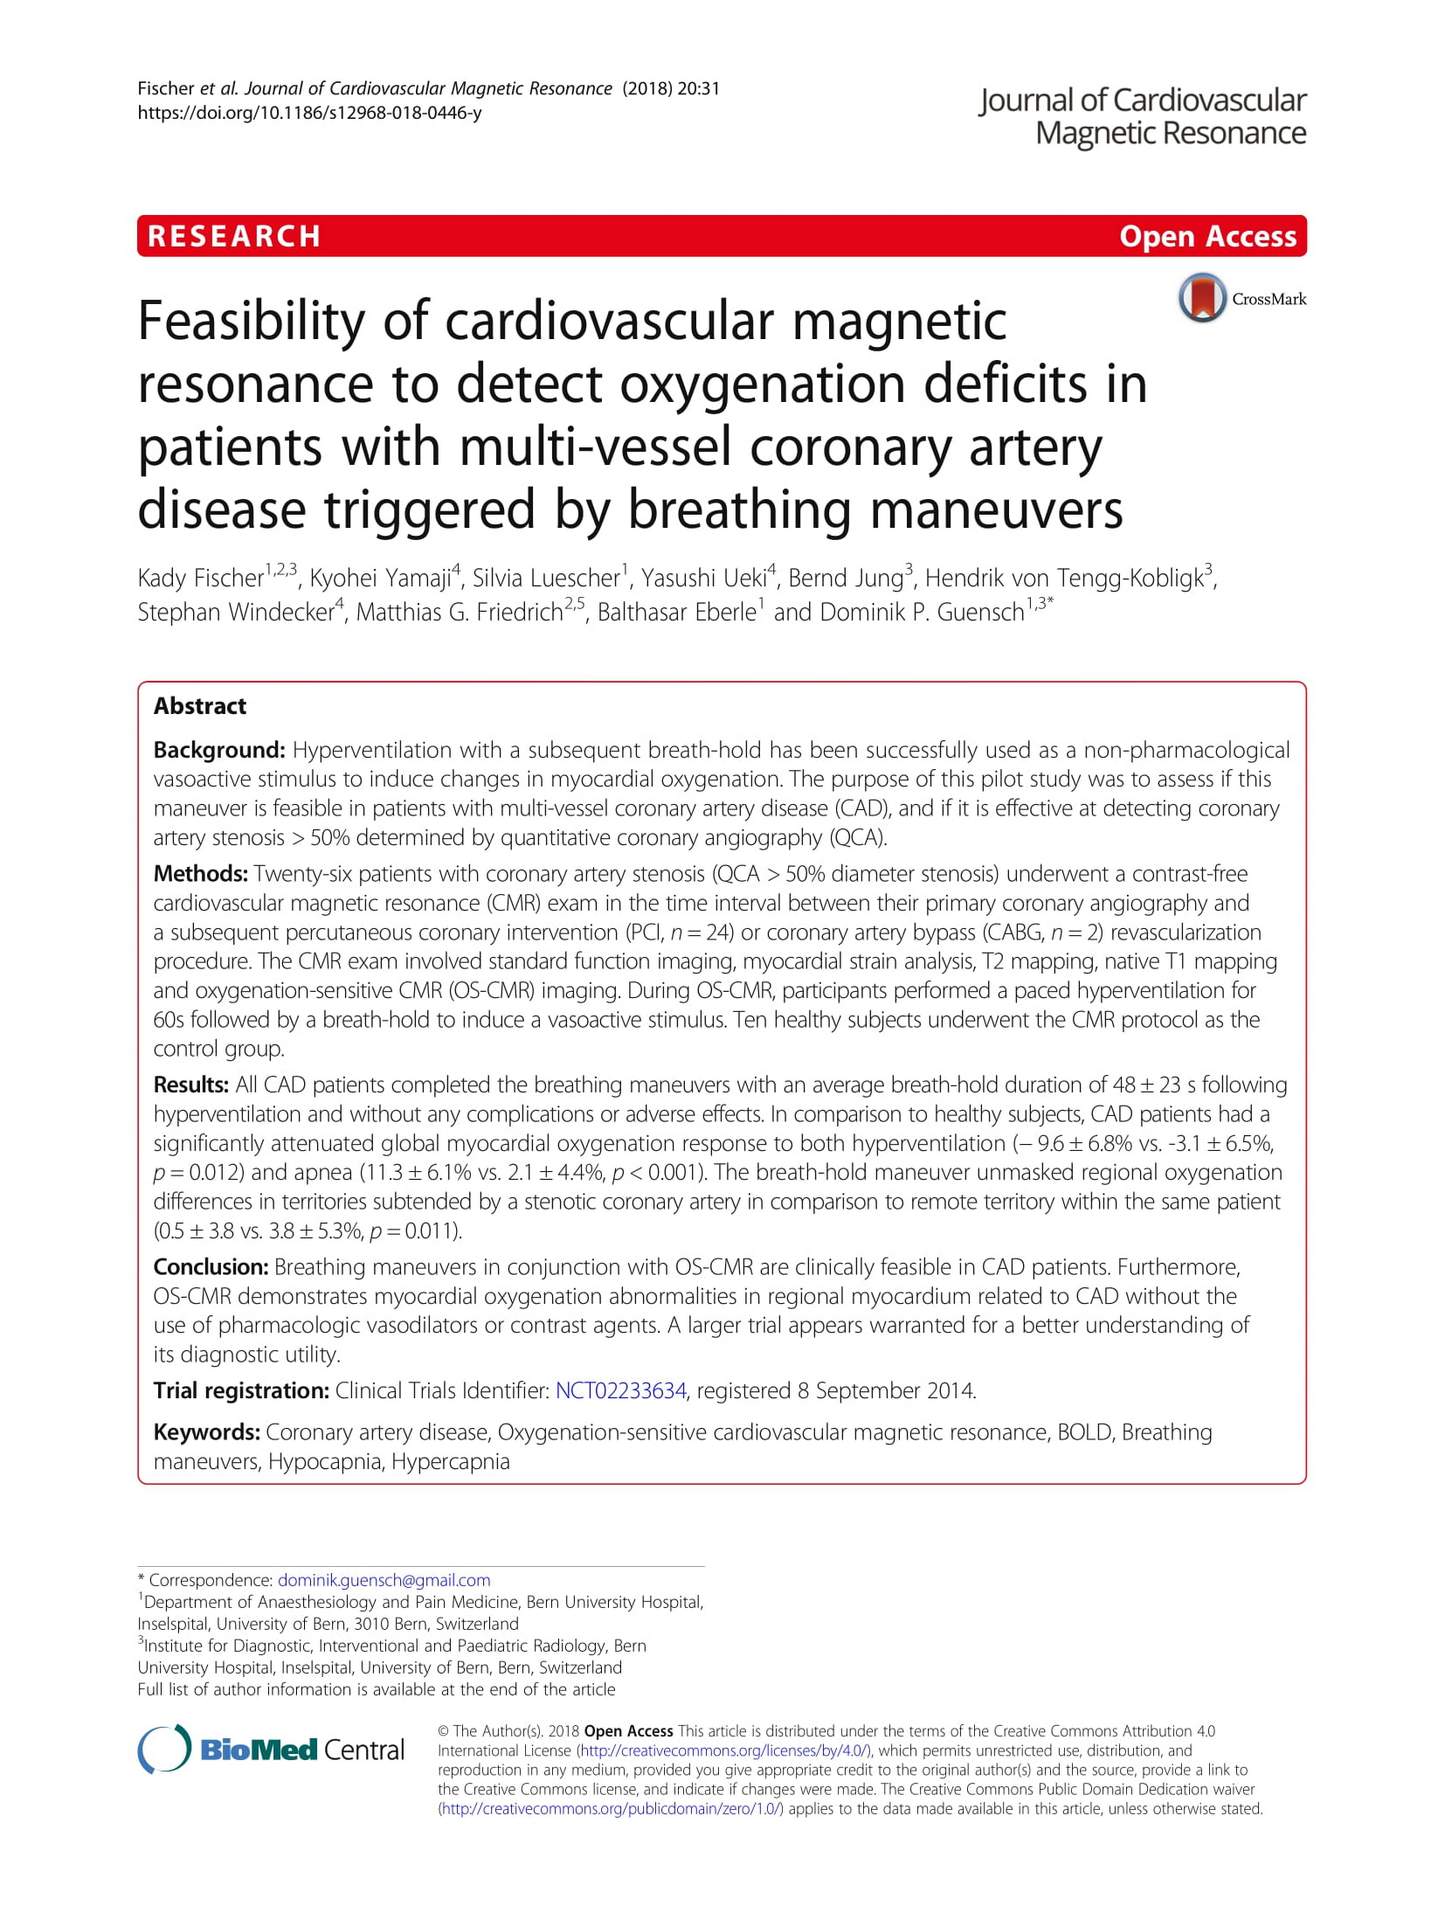 Fischer et al. Journal of Cardiovascular Magnetic Resonance (2018) 20:31
https://doi.org/10.1186/s12968-018-0446-y
Journal of Cardiovascular
Magnetic Resonance
RESEARCH
Open Access
CrossMark
Feasibility of cardiovascular magnetic
resonance to detect oxygenation deficits in
patients with multi-vessel coronary artery
disease triggered by breathing maneuvers
Kady Fischer1,2,3, Kyohei Yamaji4, Silvia Luescher1, Yasushi Ueki4, Bernd Jung3, Hendrik von Tengg-Kobligk3,
Stephan Windecker4, Matthias G. Friedrich2,5, Balthasar Eberle1 and Dominik P. Guensch1,3*
Abstract
Background: Hyperventilation with a subsequent breath-hold has been successfully used as a non-pharmacological
vasoactive stimulus to induce changes in myocardial oxygenation. The purpose of this pilot study was to assess if this
maneuver is feasible in patients with multi-vessel coronary artery disease (CAD), and if it is effective at detecting coronary
artery stenosis > 50% determined by quantitative coronary angiography (QCA).
Methods: Twenty-six patients with coronary artery stenosis (QCA > 50% diameter stenosis) underwent a contrast-free
cardiovascular magnetic resonance (CMR) exam in the time interval between their primary coronary angiography and
a subsequent percutaneous coronary intervention (PCI, n = 24) or coronary artery bypass (CABG, n = 2) revascularization
procedure. The CMR exam involved standard function imaging, myocardial strain analysis, T2 mapping, native T1 mapping
and oxygenation-sensitive CMR (OS-CMR) imaging. During OS-CMR, participants performed a paced hyperventilation for
60s followed by a breath-hold to induce a vasoactive stimulus. Ten healthy subjects underwent the CMR protocol as the
control group.
Results: All CAD patients completed the breathing maneuvers with an average breath-hold duration of 48 ± 23 s following
hyperventilation and without any complications or adverse effects. In comparison to healthy subjects, CAD patients had a
significantly attenuated global myocardial oxygenation response to both hyperventilation (− 9.6 ± 6.8% vs. -3.1 ± 6.5%,
p = 0.012) and apnea (11.3 ± 6.1% vs. 2.1 ± 4.4%, p < 0.001). The breath-hold maneuver unmasked regional oxygenation
differences in territories subtended by a stenotic coronary artery in comparison to remote territory within the same patient
(0.5 ± 3.8 vs. 3.8 ± 5.3%, p = 0.011).
Conclusion: Breathing maneuvers in conjunction with OS-CMR are clinically feasible in CAD patients. Furthermore,
OS-CMR demonstrates myocardial oxygenation abnormalities in regional myocardium related to CAD without the
use of pharmacologic vasodilators or contrast agents. A larger trial appears warranted for a better understanding of
its diagnostic utility.
Trial registration: Clinical Trials Identifier: NCT02233634, registered 8 September 2014.
Keywords: Coronary artery disease, Oxygenation-sensitive cardiovascular magnetic resonance, BOLD, Breathing
maneuvers, Hypocapnia, Hypercapnia
* Correspondence: dominik.guensch@gmail.com
1Department of Anaesthesiology and Pain Medicine, Bern University Hospital,
Inselspital, University of Bern, 3010 Bern, Switzerland
3Institute for Diagnostic, Interventional and Paediatric Radiology, Bern
University Hospital, Inselspital, University of Bern, Bern, Switzerland
Full list of author information is available at the end of the article
BioMed Central
© The Author(s). 2018 Open Access This article is distributed under the terms of the Creative Commons Attribution 4.0
International License (http://creativecommons.org/licenses/by/4.0/), which permits unrestricted use, distribution, and
reproduction in any medium, provided you give appropriate credit to the original author(s) and the source, provide a link to
the Creative Commons license, and indicate if changes were made. The Creative Commons Public Domain Dedication waiver
(http://creativecommons.org/publicdomain/zero/1.0/) applies to the data made available in this article, unless otherwise stated.